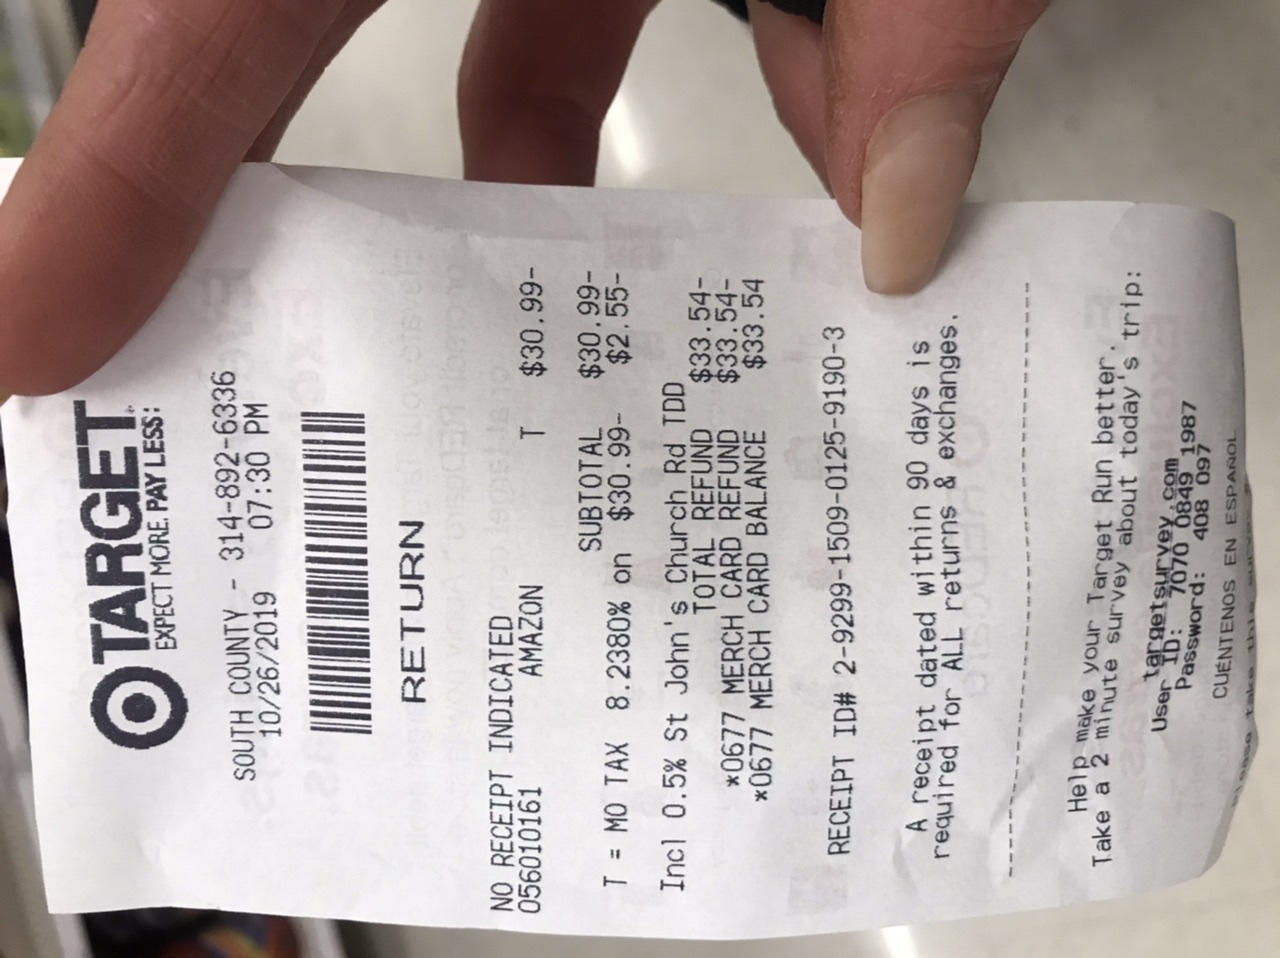 TARGET
EXPECT MORE. PAY LESS.
SOUTH COUNTY - 314-892-6336
10/26/2019 07:30 PM
RETURN
NO RECEIPT INDICATED
056010161 AMAZON T $30.99-
SUBTOTAL $30.99-
T = MO TAX 8.2380% on $30.99- $2.55-
Incl 0.5% St John's Church Rd TDD
TOTAL REFUND $33.54-
*0677 MERCH CARD REFUND $33.54-
*0677 MERCH CARD BALANCE $33.54
RECEIPT ID# 2-9299-1509-0125-9190-3
A receipt dated within 90 days is
required for ALL returns & exchanges.
Help make your Target Run better.
Take a 2 minute survey about today's trip:
targetsurvey.com
User ID: 7070 0849 1987
Password: 408 097
CUÉNTENOS EN ESPAÑOL
Please take this survey